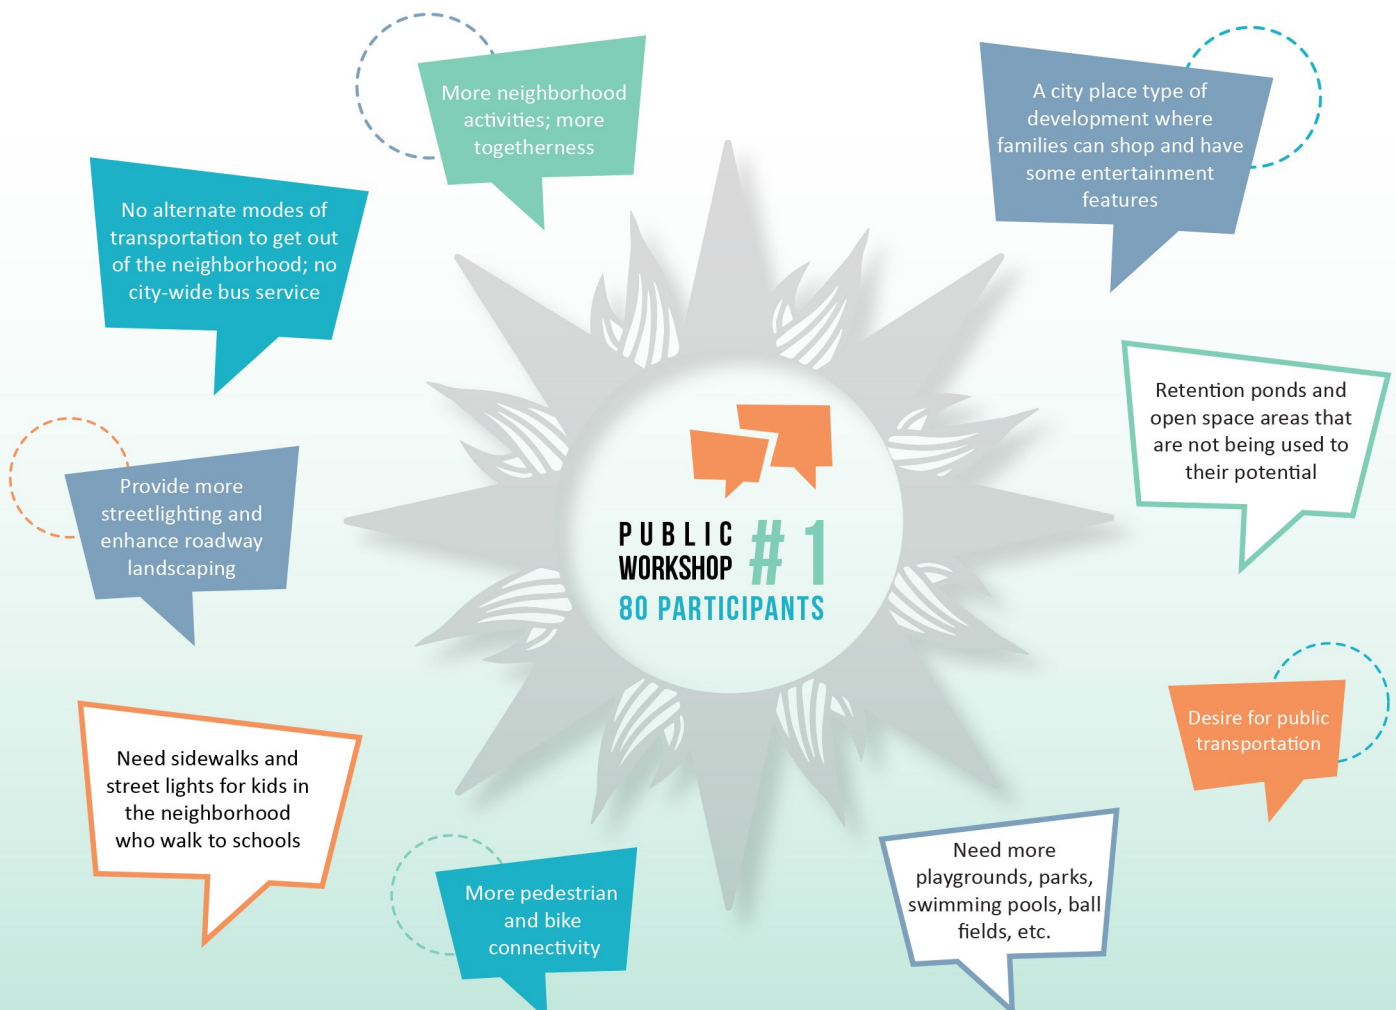 More neighborhood
activities; more
togetherness
A city place type of
development where
families can shop and have
some entertainment
features
No alternate modes of
transportation to get out
of the neighborhood; no
city-wide bus service
Retention ponds and
open space areas that
are not being used to
their potential
Provide more
streetlighting and
enhance roadway
landscaping
PUBLIC
WORKSHOP
#1
80 PARTICIPANTS
Desire for public
transportation
Need sidewalks and
street lights for kids in
the neighborhood
who walk to schools
More pedestrian
and bike
connectivity
Need more
playgrounds, parks,
swimming pools, ball
fields, etc.